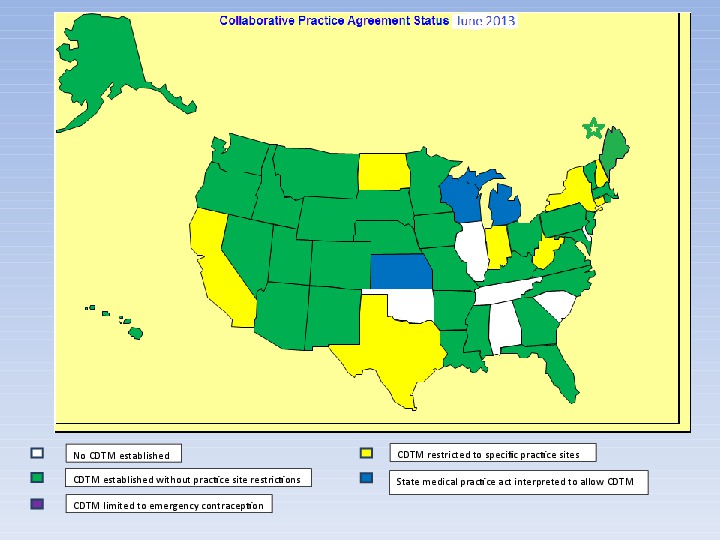 Collaborative Practice Agreement Status June 2013
No CDTM established
CDTM restricted to specific practice sites
CDTM established without practice site restrictions
State medical practice act interpreted to allow CDTM
CDTM limited to emergency contraception